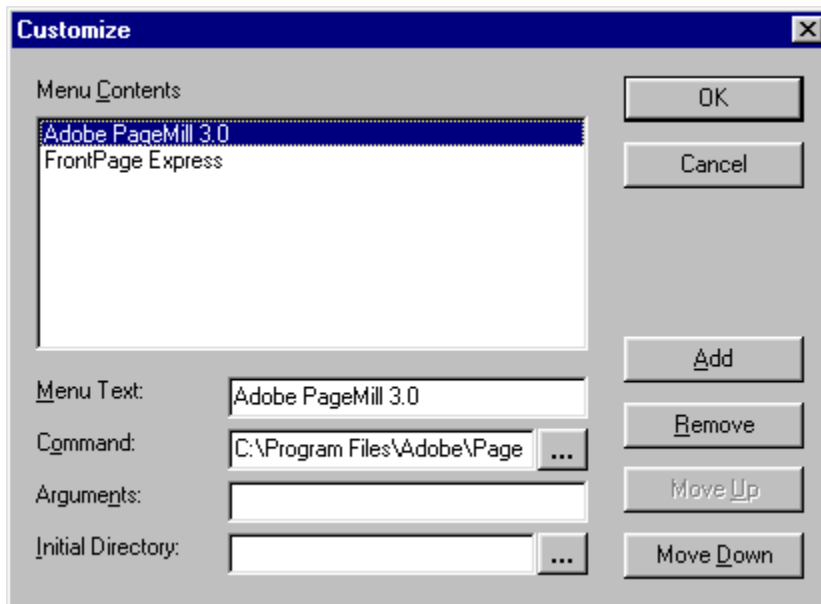 Customize
Menu Contents
Adobe PageMill 3.0
FrontPage Express
OK
Cancel
Add
Remove
Move Up
Move Down
Menu Text: Adobe PageMill 3.0
Command: C:\Program Files\Adobe\Page ...
Arguments:
Initial Directory: ...